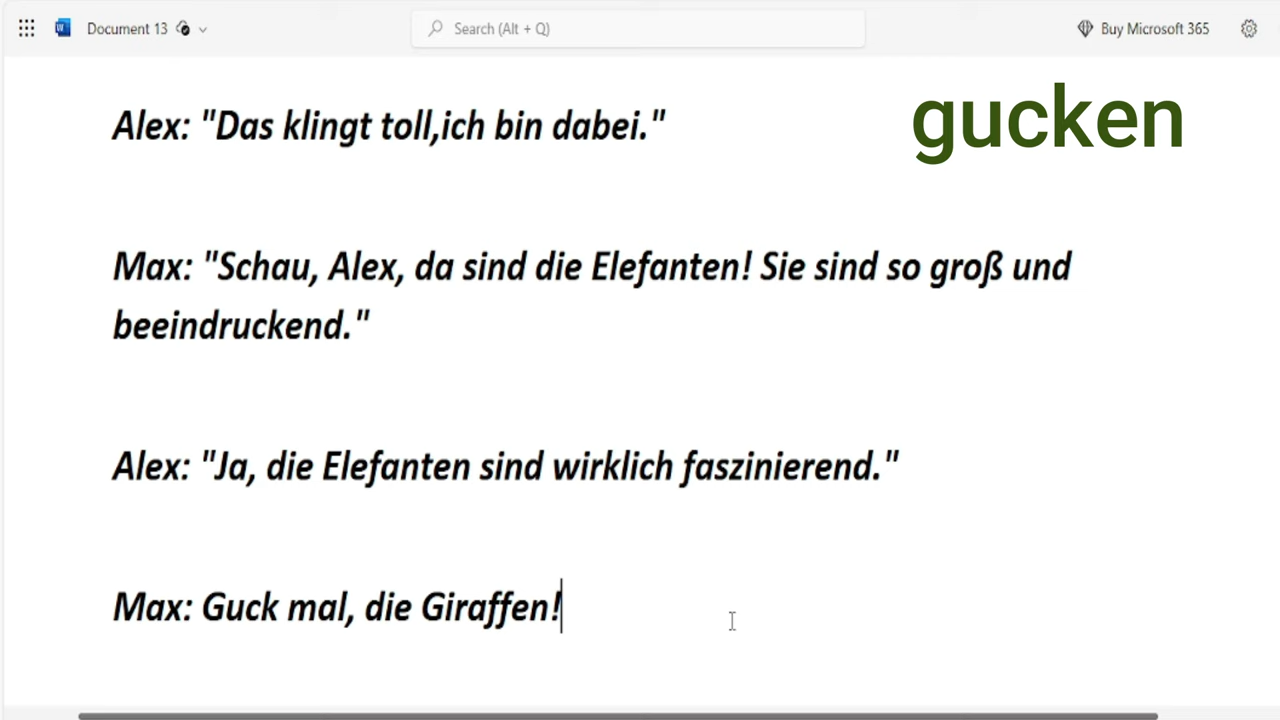 Document 13
Search (Alt + Q)
Buy Microsoft 365
gucken
Alex: "Das klingt toll,ich bin dabei."
Max: "Schau, Alex, da sind die Elefanten! Sie sind so groß und
beeindruckend."
Alex: "Ja, die Elefanten sind wirklich faszinierend."
Max: Guck mal, die Giraffen!